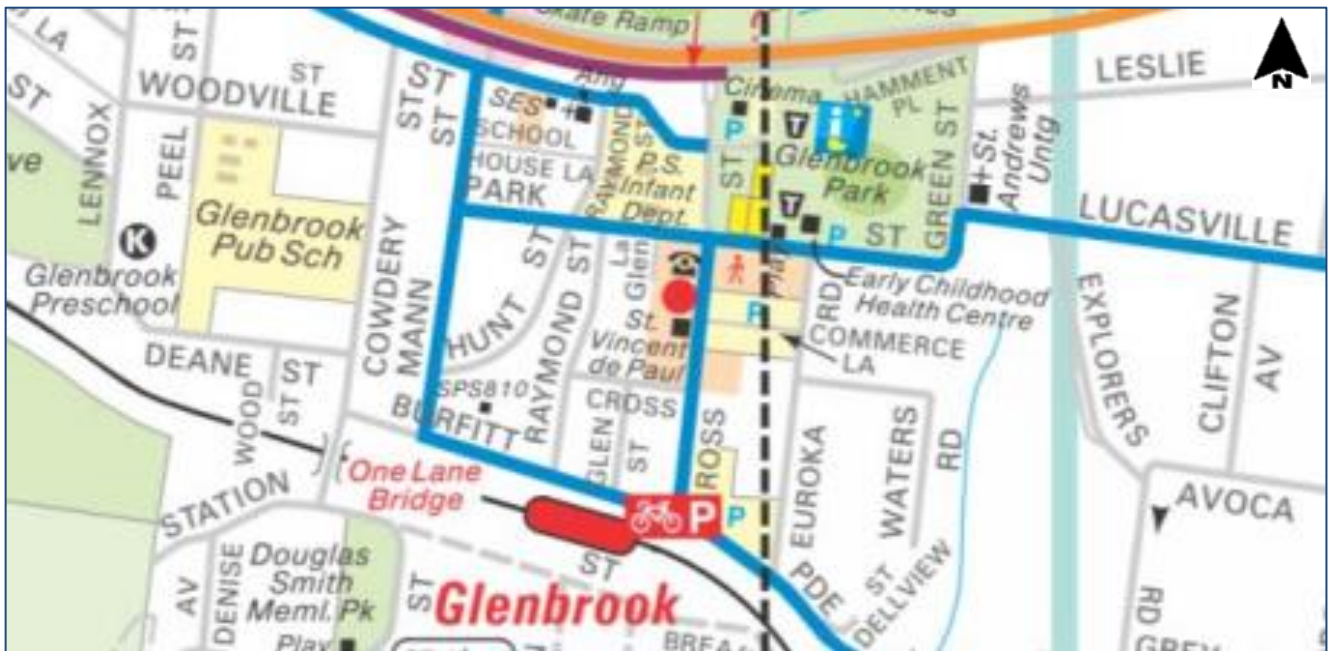 Skate Ramp
LA
ST
ST
WOODVILLE
ST
LENNOX
PEEL
ve
K
Glenbrook
Preschool
Glenbrook
Pub Sch
DEANE
ST
WOOD
ST
COWDERY
ST
MANN
ST
SES
SCHOOL
HOUSE LA
PARK
RAYMOND
ST
P.S.
Infant
Dept.
Cinema
P
T
i
HAMMENT
PL
Glenbrook
Park
ST
GREEN ST
+St.
Andrews
Untg
LESLIE
N
LUCASVILLE
T
P
ST
Early Childhood
Health Centre
HUNT
ST
RAYMOND ST
La
Glen
St.
Vincent
de Paul
P
RD
COMMERCE
LA
EXPLORERS
CLIFTON
AV
SPS810
BURFITT
CROSS
GLEN
ST
ROSS
EUROKA
WATERS
ST
RD
DELLVIEW
AVOCA
RD
STATION
One Lane
Bridge
P
P
PDE
ST
Glenbrook
AV
DENISE
Douglas
Smith
Meml. Pk
Play
ST